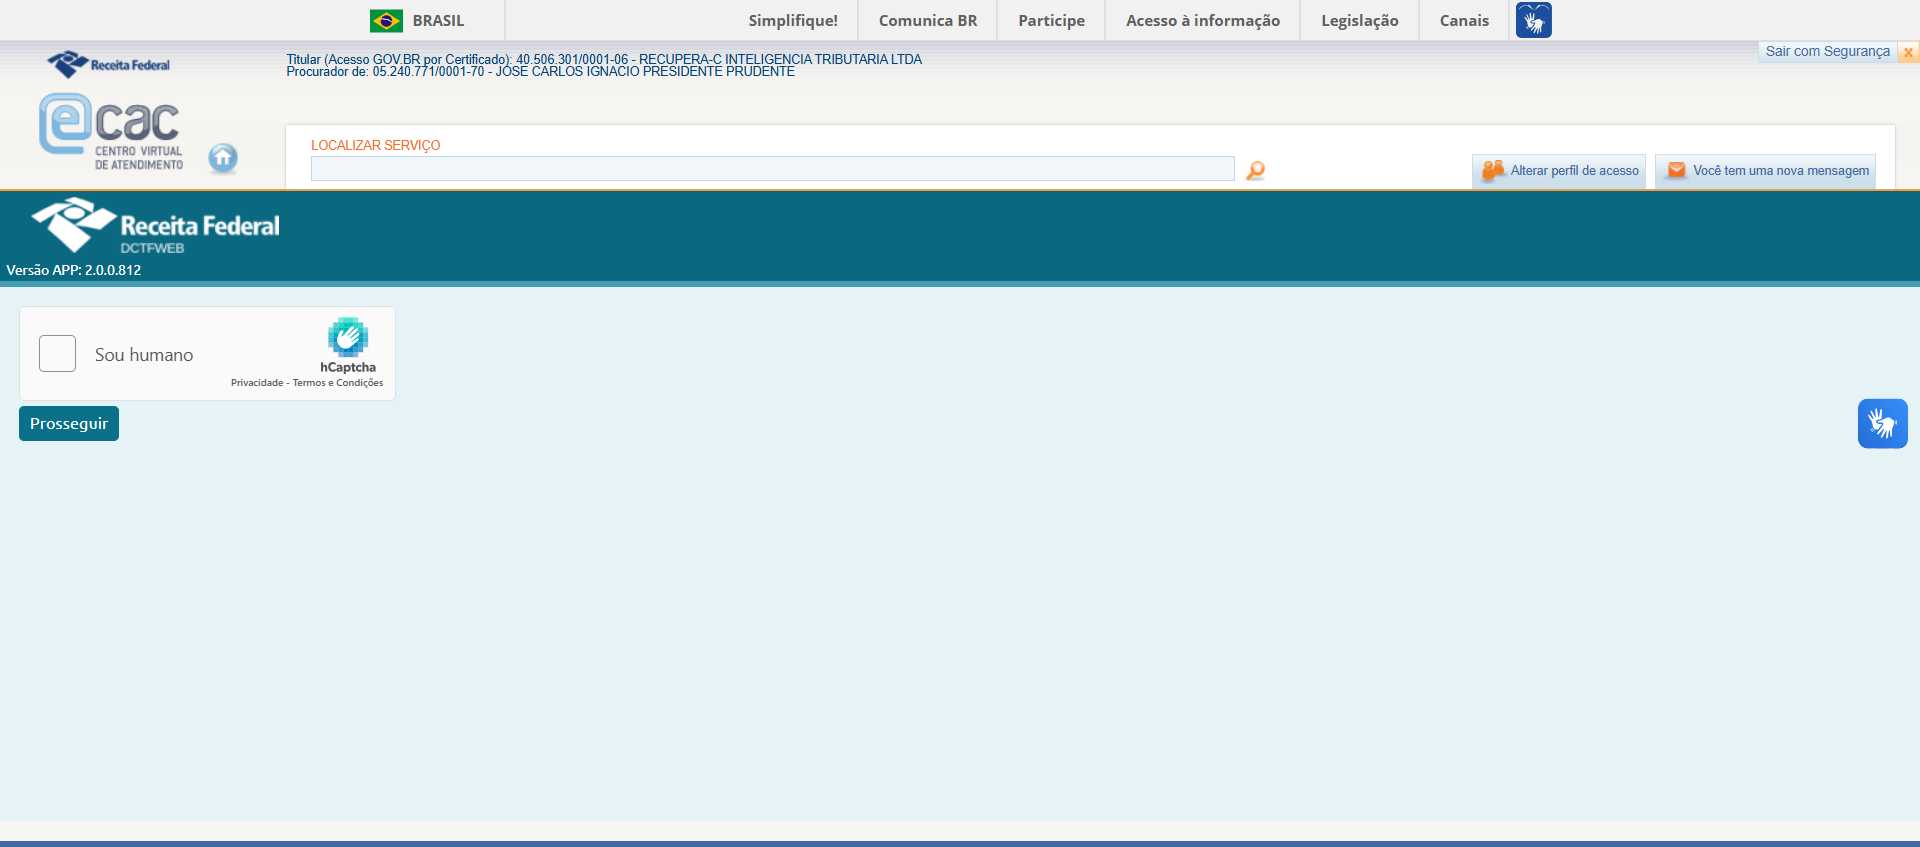 BRASIL
Simplifique!
Comunica BR
Participe
Acesso à informação
Legislação
Canais
Receita Federal
Titular (Acesso GOV.BR por Certificado): 40.506.301/0001-06 - RECUPERA-C INTELIGENCIA TRIBUTARIA LTDA
Procurador de: 05.240.771/0001-70 - JOSE CARLOS IGNACIO PRESIDENTE PRUDENTE
Sair com Segurança x
ecac
CENTRO VIRTUAL
DE ATENDIMENTO
LOCALIZAR SERVIÇO
Alterar perfil de acesso
Você tem uma nova mensagem
Receita Federal
DCTFWEB
Versão APP: 2.0.0.812
Sou humano
hCaptcha
Privacidade - Termos e Condições
Prosseguir